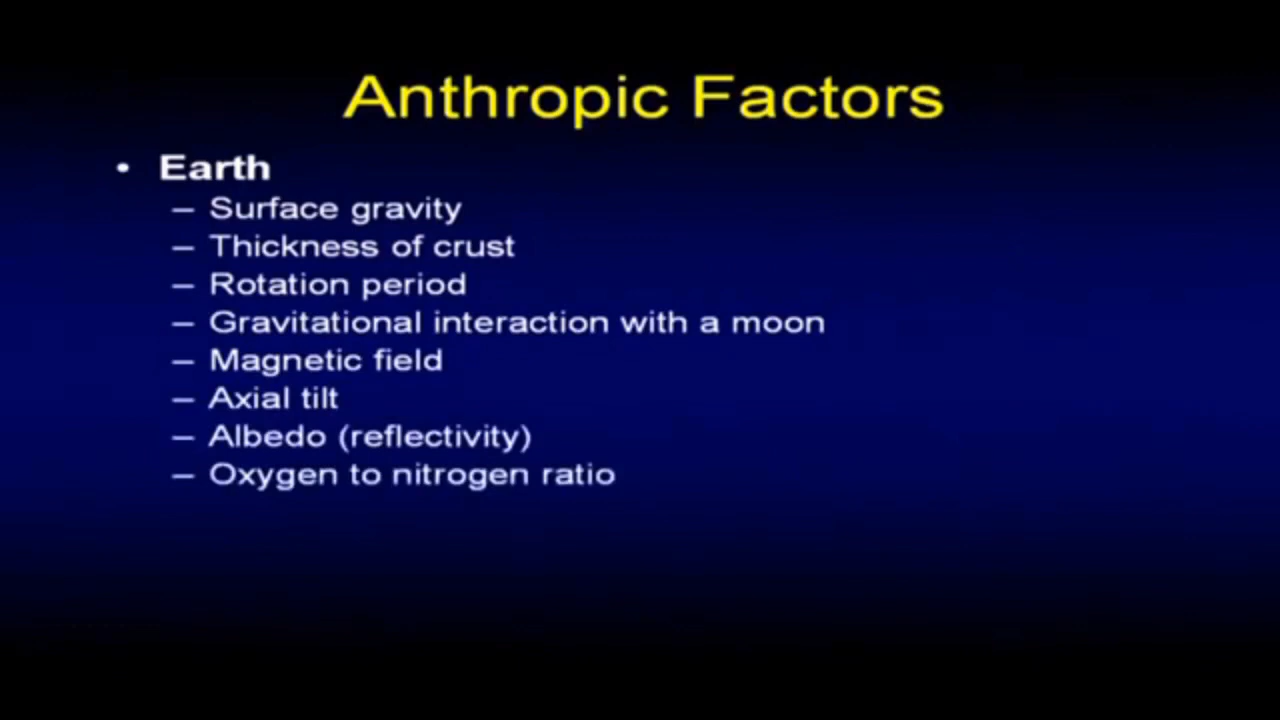 Anthropic Factors
• Earth
– Surface gravity
– Thickness of crust
– Rotation period
– Gravitational interaction with a moon
– Magnetic field
– Axial tilt
– Albedo (reflectivity)
– Oxygen to nitrogen ratio